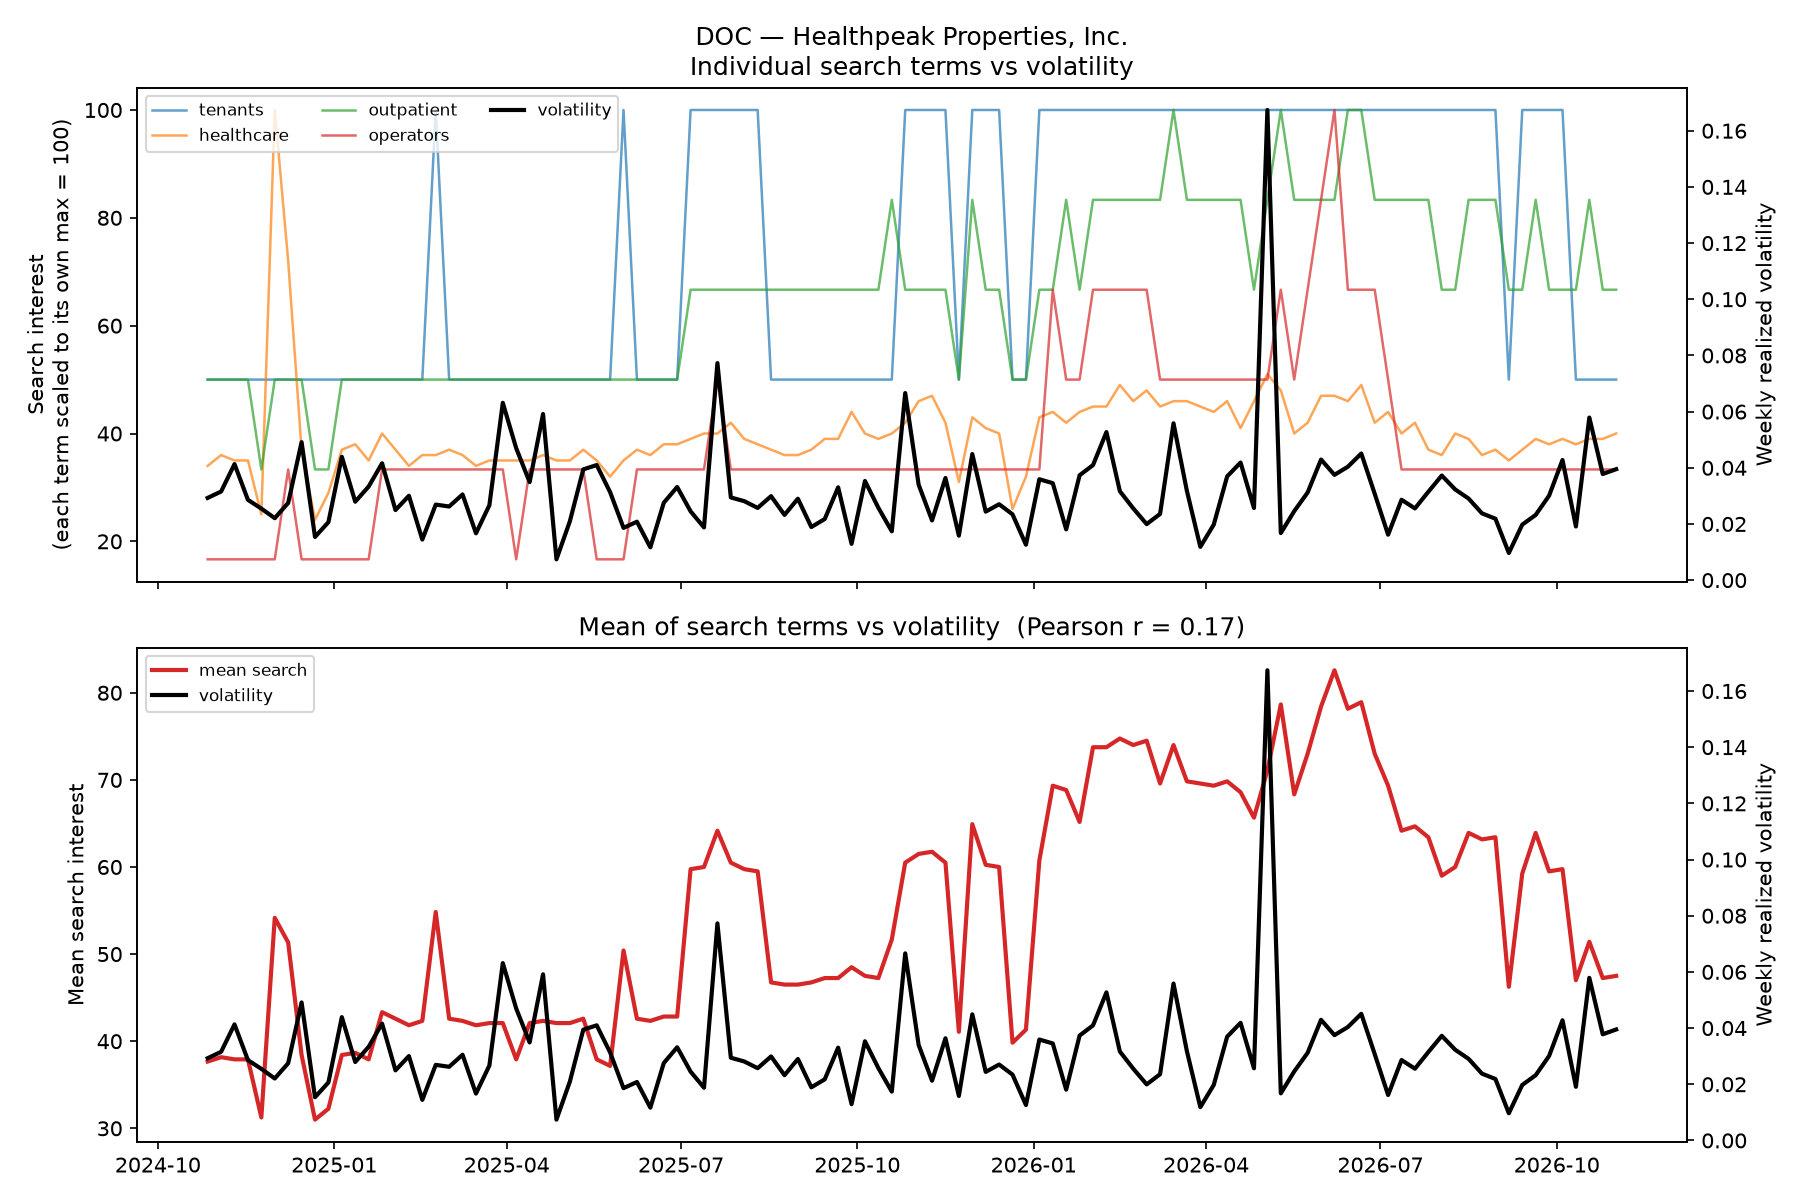 DOC — Healthpeak Properties, Inc.
Individual search terms vs volatility
tenants
healthcare
outpatient
operators
volatility
Search interest
(each term scaled to its own max = 100)
100
80
60
40
20
Weekly realized volatility
0.16
0.14
0.12
0.10
0.08
0.06
0.04
0.02
0.00
Mean of search terms vs volatility (Pearson r = 0.17)
mean search
volatility
Mean search interest
80
70
60
50
40
30
Weekly realized volatility
0.16
0.14
0.12
0.10
0.08
0.06
0.04
0.02
0.00
2024-10
2025-01
2025-04
2025-07
2025-10
2026-01
2026-04
2026-07
2026-10